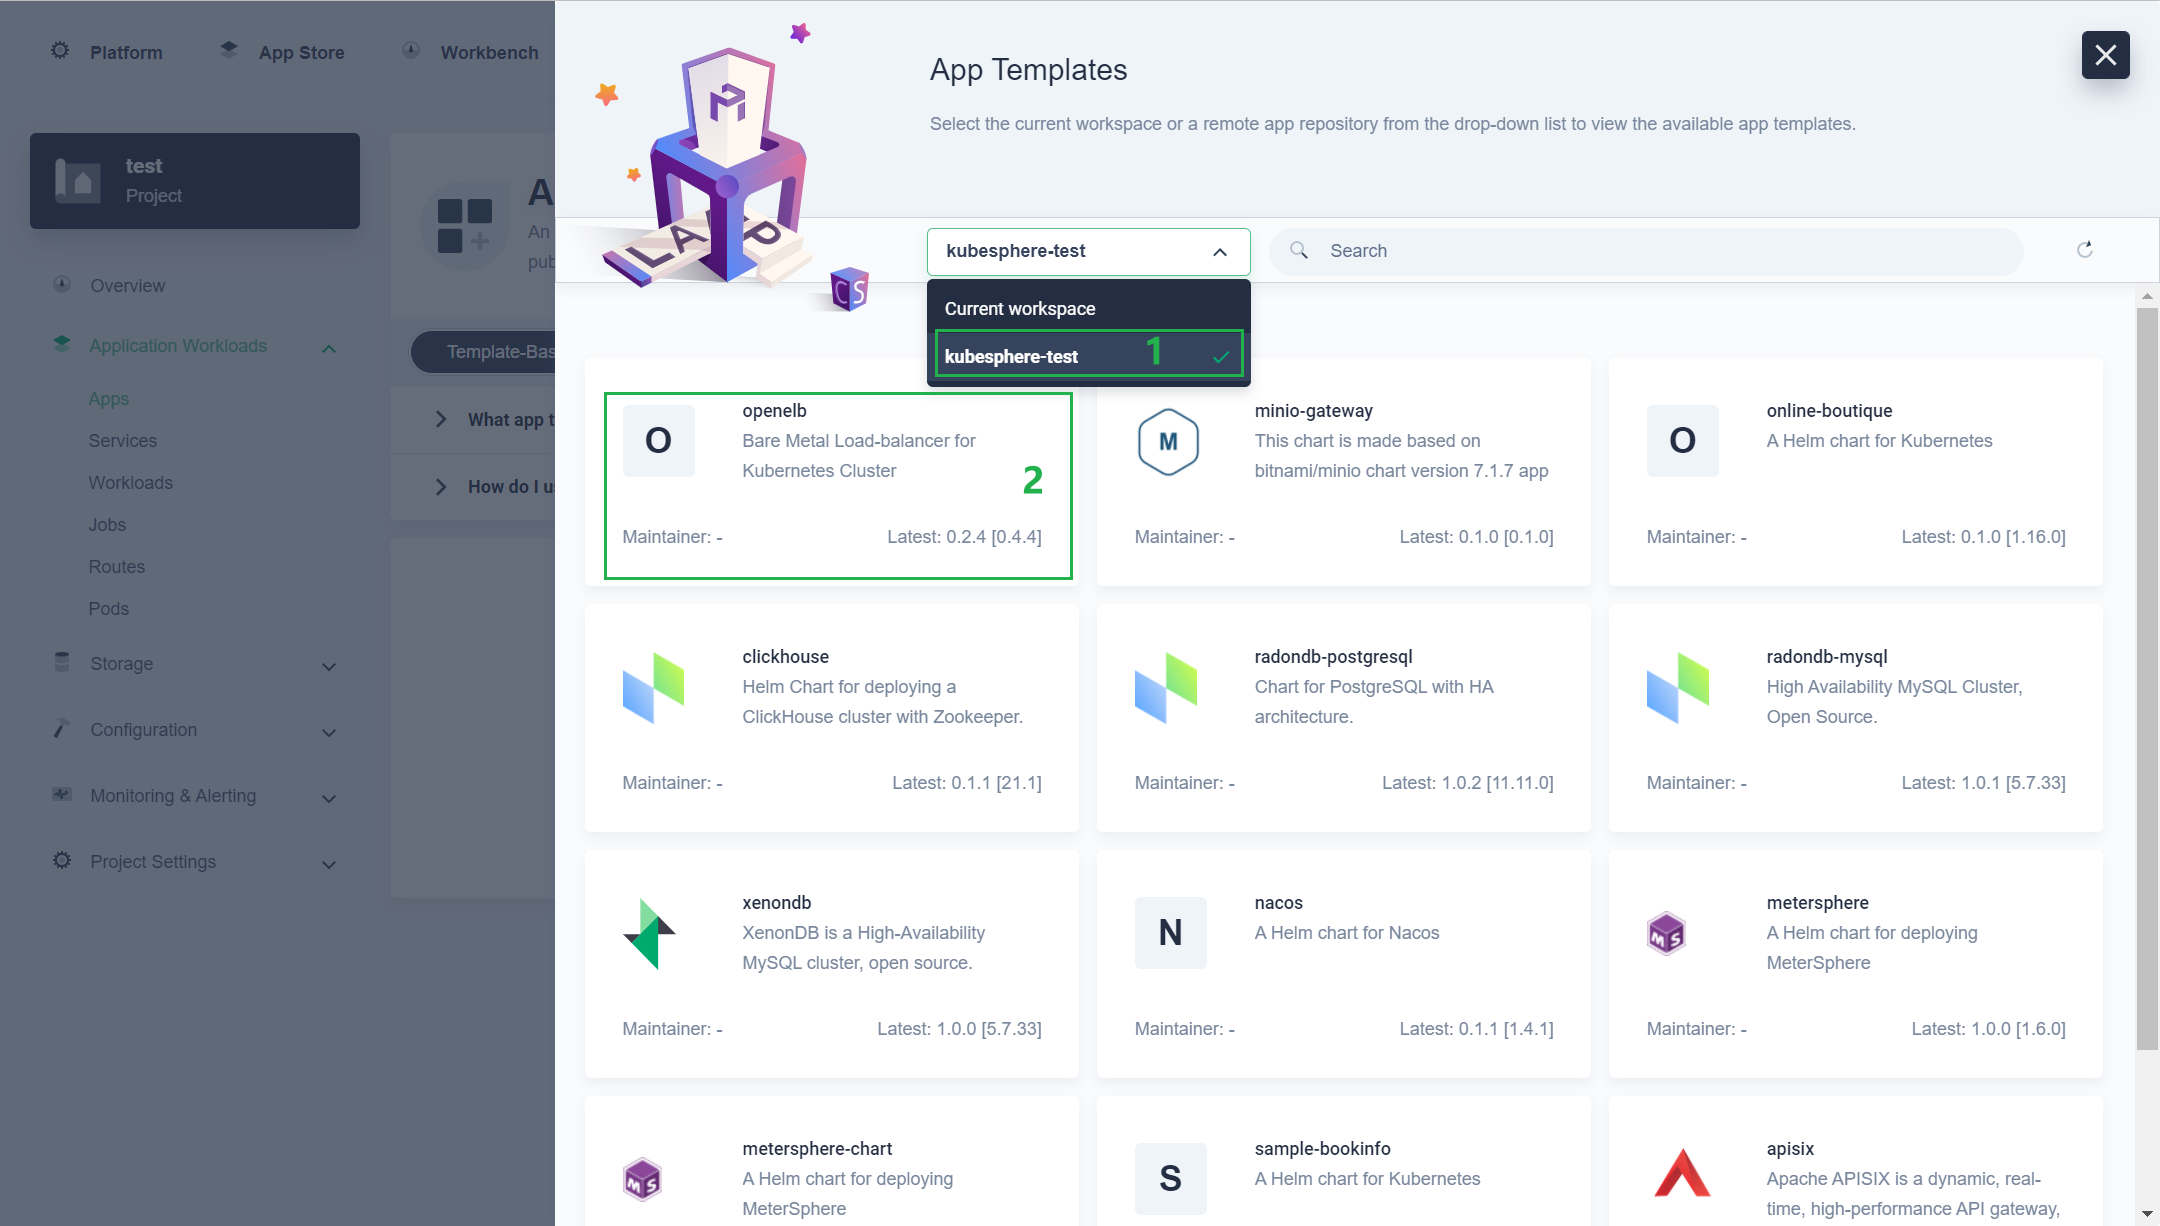 Platform
App Store
Workbench
test
Project
Overview
Application Workloads
Apps
Services
Workloads
Jobs
Routes
Pods
Storage
Configuration
Monitoring & Alerting
Project Settings
A
An
pub
Template-Bas
What app t
How do I u
App Templates
Select the current workspace or a remote app repository from the drop-down list to view the available app templates.
LAP
P
CS
kubesphere-test
Search
Current workspace
kubesphere-test
1
O
openelb
Bare Metal Load-balancer for
Kubernetes Cluster
2
Maintainer: -
Latest: 0.2.4 [0.4.4]
M
minio-gateway
This chart is made based on
bitnami/minio chart version 7.1.7 app
Maintainer: -
Latest: 0.1.0 [0.1.0]
O
online-boutique
A Helm chart for Kubernetes
Maintainer: -
Latest: 0.1.0 [1.16.0]
clickhouse
Helm Chart for deploying a
ClickHouse cluster with Zookeeper.
Maintainer: -
Latest: 0.1.1 [21.1]
radondb-postgresql
Chart for PostgreSQL with HA
architecture.
Maintainer: -
Latest: 1.0.2 [11.11.0]
radondb-mysql
High Availability MySQL Cluster,
Open Source.
Maintainer: -
Latest: 1.0.1 [5.7.33]
xenondb
XenonDB is a High-Availability
MySQL cluster, open source.
Maintainer: -
Latest: 1.0.0 [5.7.33]
N
nacos
A Helm chart for Nacos
Maintainer: -
Latest: 0.1.1 [1.4.1]
MS
metersphere
A Helm chart for deploying
MeterSphere
Maintainer: -
Latest: 1.0.0 [1.6.0]
MS
metersphere-chart
A Helm chart for deploying
MeterSphere
S
sample-bookinfo
A Helm chart for Kubernetes
apisix
Apache APISIX is a dynamic, real-
time, high-performance API gateway,